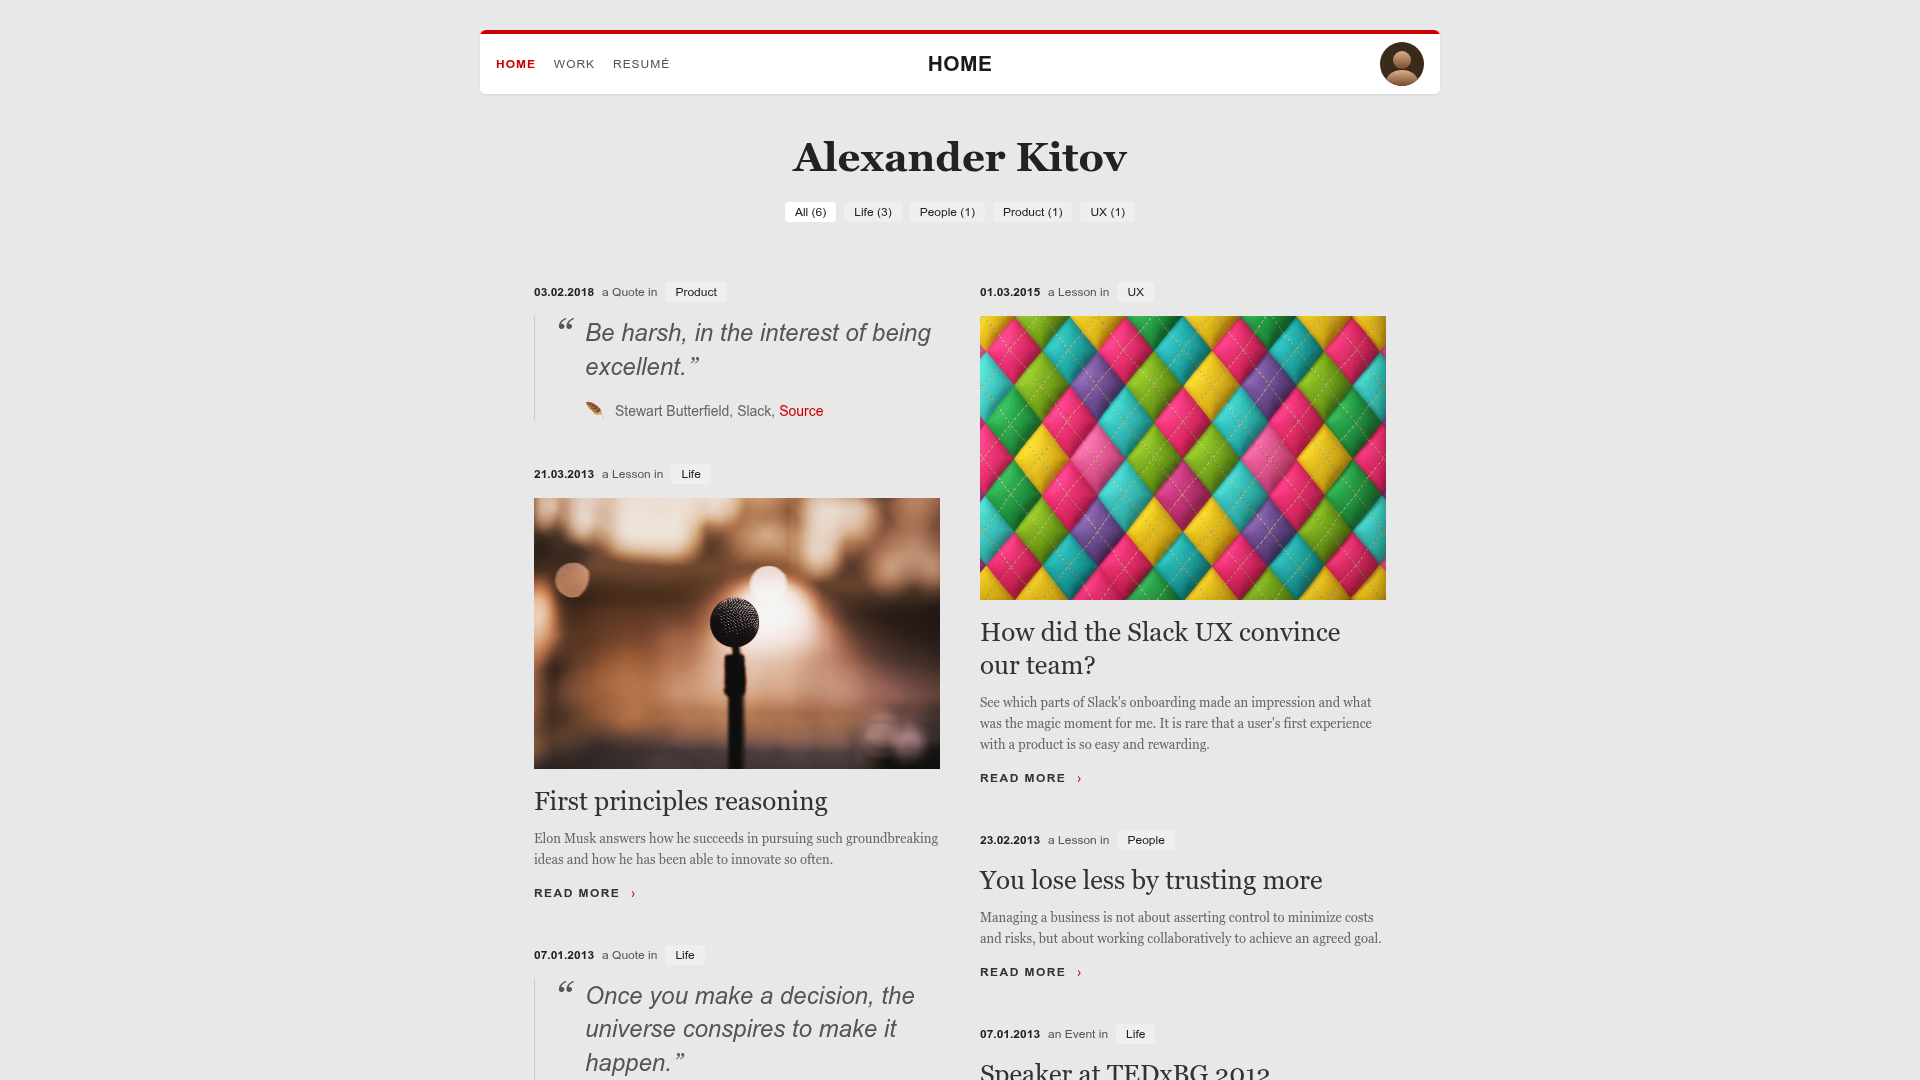 HOME
WORK
RESUMÉ
HOME
Alexander Kitov
All (6)
Life (3)
People (1)
Product (1)
UX (1)
03.02.2018 a Quote in Product
“ Be harsh, in the interest of being
excellent.”
Stewart Butterfield, Slack, Source
21.03.2013 a Lesson in Life
First principles reasoning
Elon Musk answers how he succeeds in pursuing such groundbreaking
ideas and how he has been able to innovate so often.
READ MORE ›
07.01.2013 a Quote in Life
“ Once you make a decision, the
universe conspires to make it
happen.”
01.03.2015 a Lesson in UX
How did the Slack UX convince
our team?
See which parts of Slack's onboarding made an impression and what
was the magic moment for me. It is rare that a user's first experience
with a product is so easy and rewarding.
READ MORE ›
23.02.2013 a Lesson in People
You lose less by trusting more
Managing a business is not about asserting control to minimize costs
and risks, but about working collaboratively to achieve an agreed goal.
READ MORE ›
07.01.2013 an Event in Life
Speaker at TEDxBG 2012